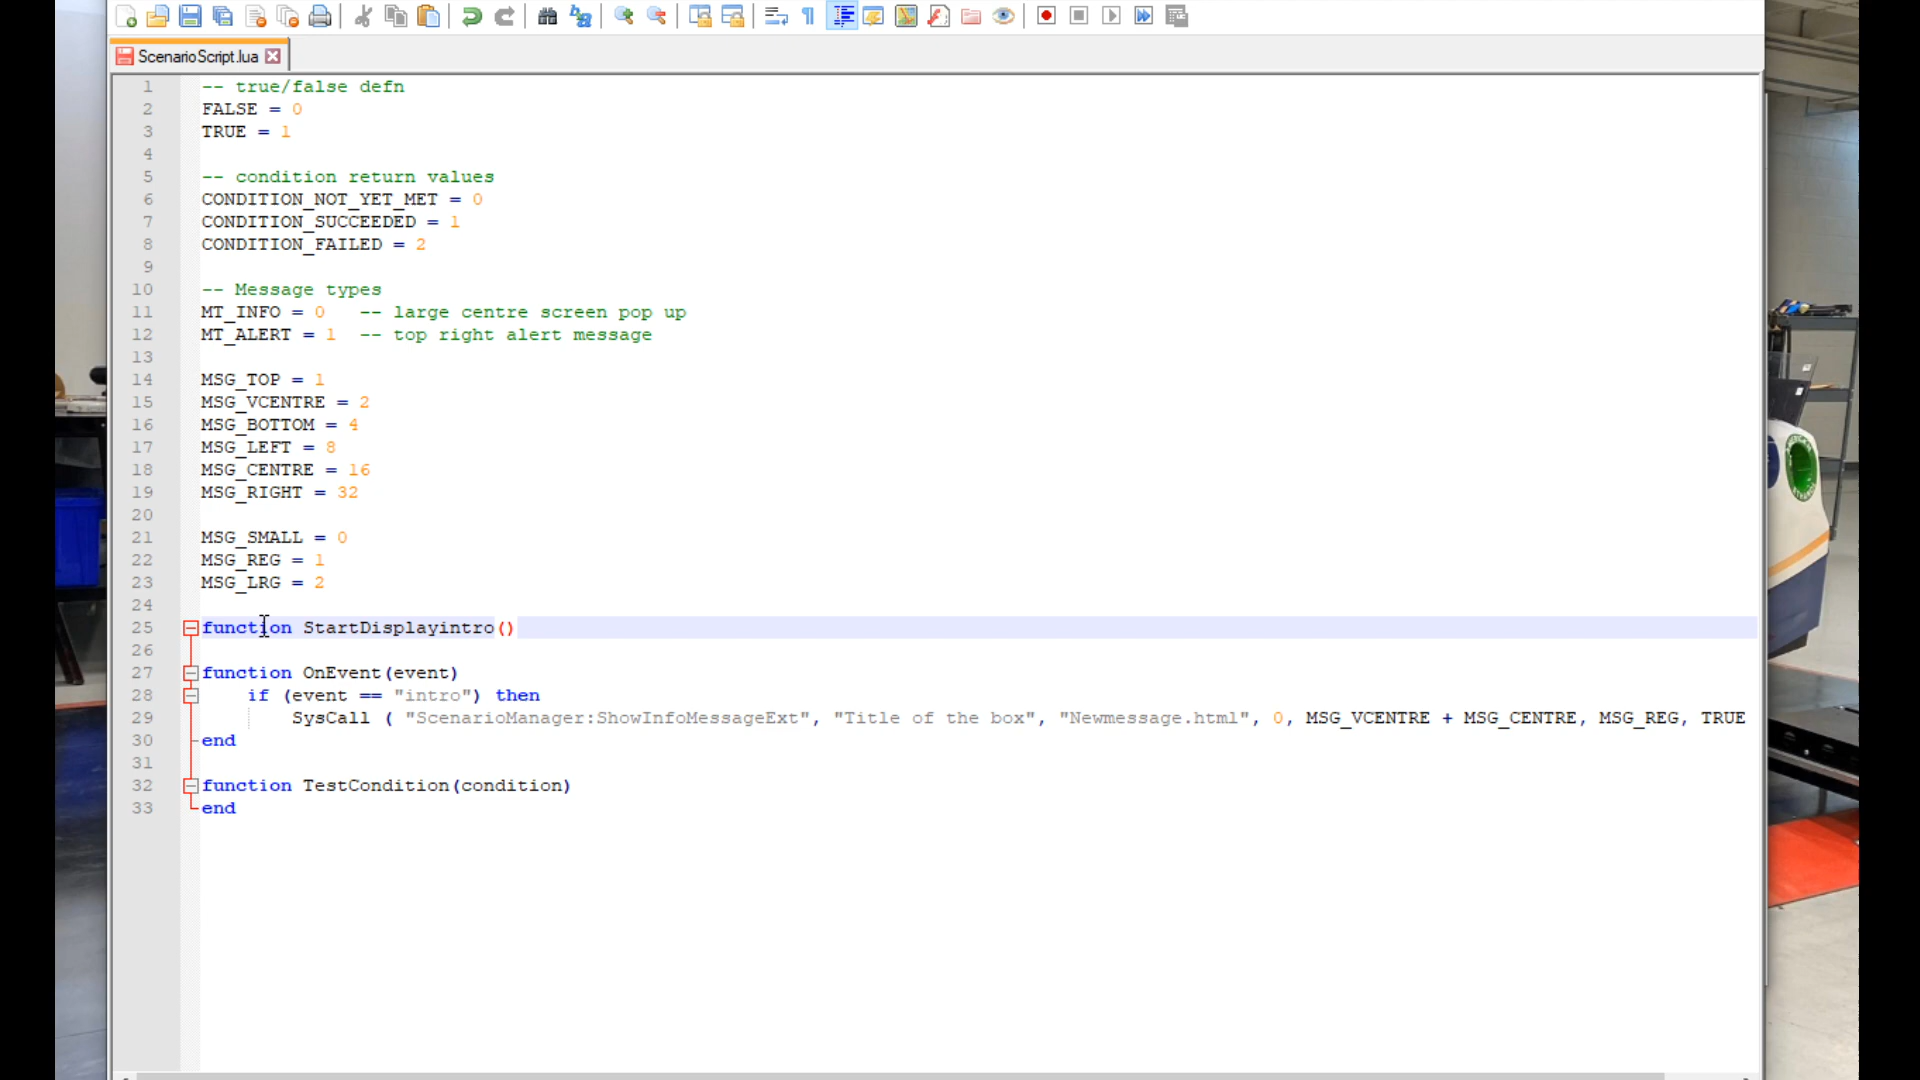 ScenarioScript.lua
1 -- true/false defn
2 FALSE = 0
3 TRUE = 1
4
5 -- condition return values
6 CONDITION_NOT_YET_MET = 0
7 CONDITION_SUCCEEDED = 1
8 CONDITION_FAILED = 2
9
10 -- Message types
11 MT_INFO = 0 -- large centre screen pop up
12 MT_ALERT = 1 -- top right alert message
13
14 MSG_TOP = 1
15 MSG_VCENTRE = 2
16 MSG_BOTTOM = 4
17 MSG_LEFT = 8
18 MSG_CENTRE = 16
19 MSG_RIGHT = 32
20
21 MSG_SMALL = 0
22 MSG_REG = 1
23 MSG_LRG = 2
24
25 function StartDisplayintro()
26
27 function OnEvent(event)
28 if (event == "intro") then
29 SysCall ( "ScenarioManager:ShowInfoMessageExt", "Title of the box", "Newmessage.html", 0, MSG_VCENTRE + MSG_CENTRE, MSG_REG, TRUE
30 end
31
32 function TestCondition(condition)
33 end